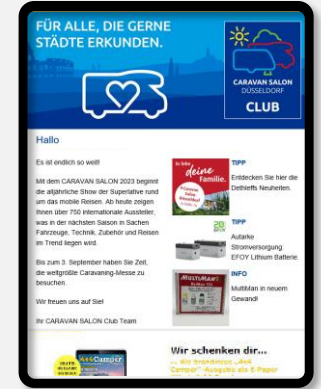 FÜR ALLE, DIE GERNE
STÄDTE ERKUNDEN.
CARAVAN SALON
DÜSSELDORF
CLUB
Hallo
Es ist endlich so weit!
Mit dem CARAVAN SALON 2023 beginnt
die alljährliche Show der Superlative rund
um das mobile Reisen. Ab heute zeigen
Ihnen über 750 internationale Aussteller,
was in der nächsten Saison in Sachen
Fahrzeuge, Technik, Zubehör und Reisen
im Trend liegen wird.
Bis zum 3. September haben Sie Zeit,
die weltgrößte Caravaning-Messe zu
besuchen.
Wir freuen uns auf Sie!
Ihr CARAVAN SALON Club Team
deine
Familie.
TIPP
Entdecken Sie hier die
Dethleffs Neuheiten.
TIPP
Autarke
Stromversorgung:
EFOY Lithium Batterie.
MULTIMAN
INFO
MultiMan in neuem
Gewand!
4x4Camper
Wir schenken dir...